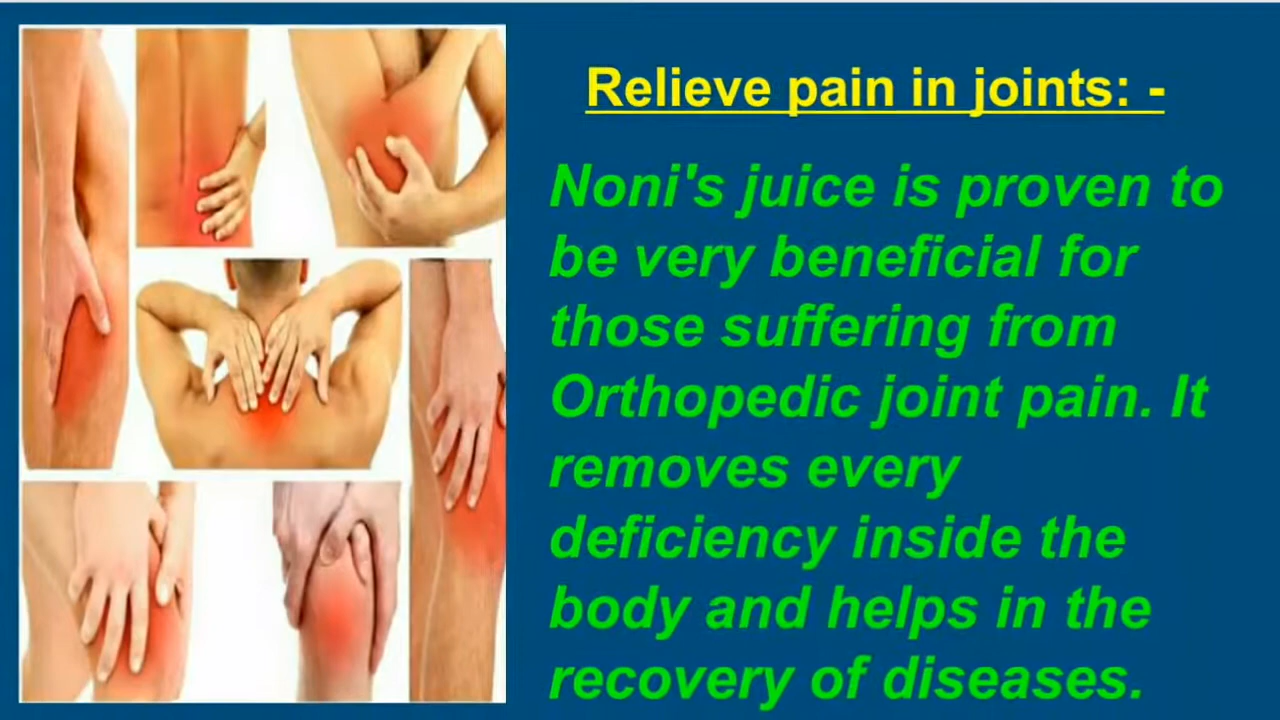 Relieve pain in joints: -
Noni's juice is proven to
be very beneficial for
those suffering from
Orthopedic joint pain. It
removes every
deficiency inside the
body and helps in the
recovery of diseases.